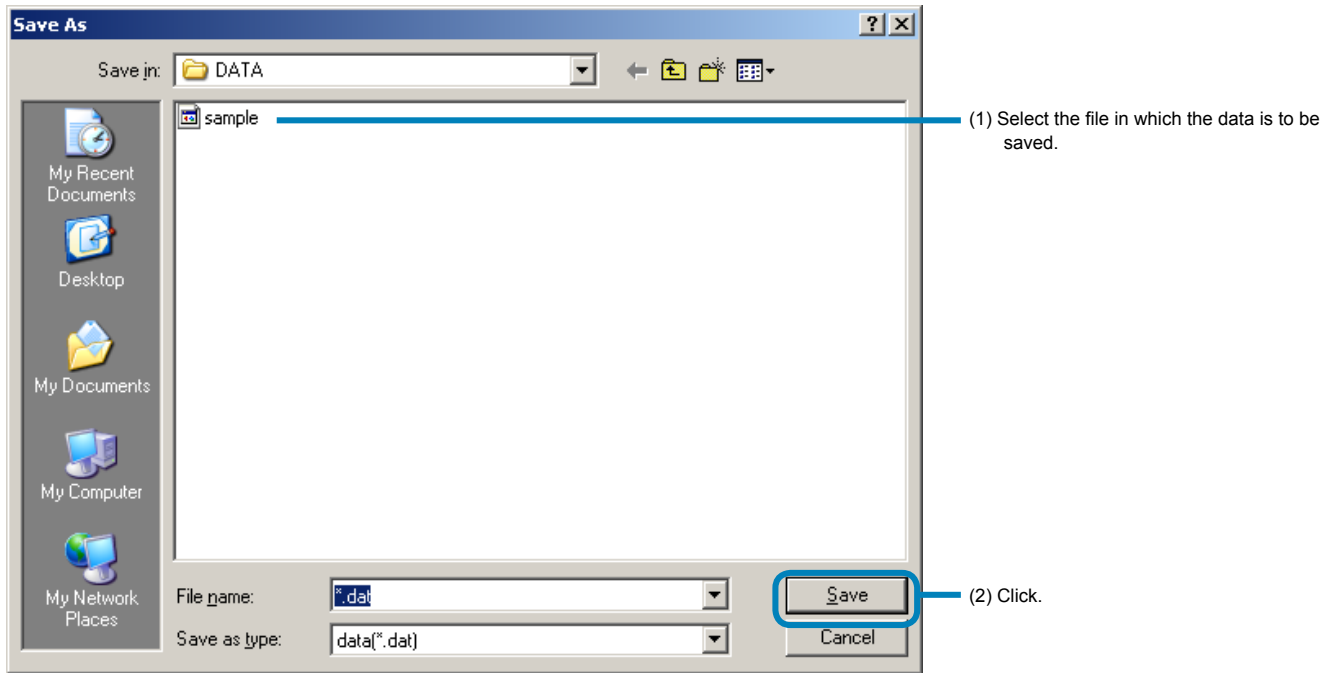 Save As
Save in:
DATA
sample
(1) Select the file in which the data is to be
saved.
My Recent
Documents
Desktop
My Documents
My Computer
My Network
Places
File name:
*.dat
Save
(2) Click.
Save as type:
data(*.dat)
Cancel